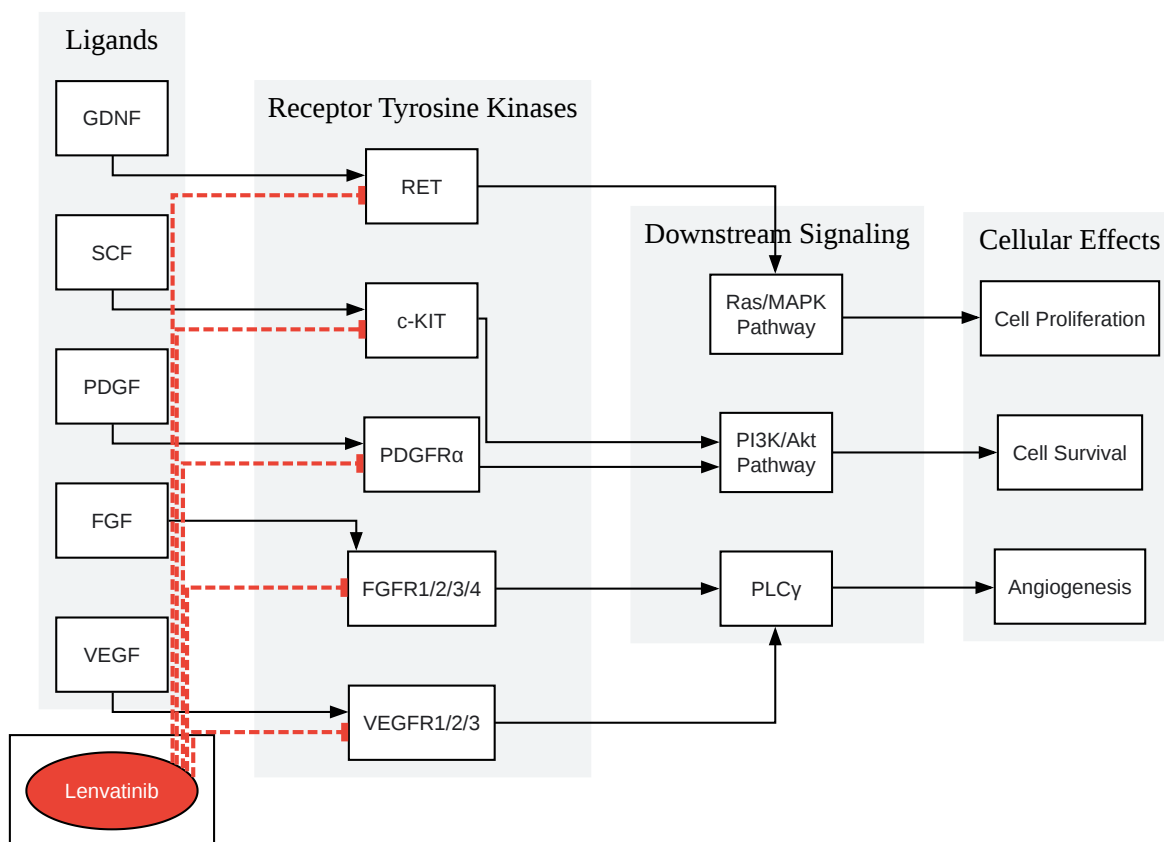 Ligands
GDNF
SCF
PDGF
FGF
VEGF
Lenvatinib
Receptor Tyrosine Kinases
RET
c-KIT
PDGFRα
FGFR1/2/3/4
VEGFR1/2/3
Downstream Signaling
Ras/MAPK
Pathway
PI3K/Akt
Pathway
PLCγ
Cellular Effects
Cell Proliferation
Cell Survival
Angiogenesis